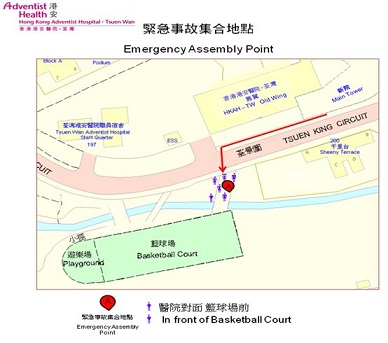 Adventist 港
Health 安
Hong Kong Adventist Hospital - Tsuen Wan
香港港安醫院•荃灣
緊急事故集合地點
Emergency Assembly Point
Block A
Podium
香港港安醫院•荃灣
舊翼
HKAH-TW Old Wing
新翼
Main Tower
荃灣港安醫院職員宿舍
Tsuen Wan Adventist Hospital
Staff Quarter
197
ESS
荃景圍
TSUEN KING CIRCUIT
200
千里台
Sheeny Terrace
CUIT
A
小溪
遊樂場
Playground
籃球場
Basketball Court
A
緊急事故集合地點
Emergency Assembly
Point
醫院對面 籃球場前
In front of Basketball Court